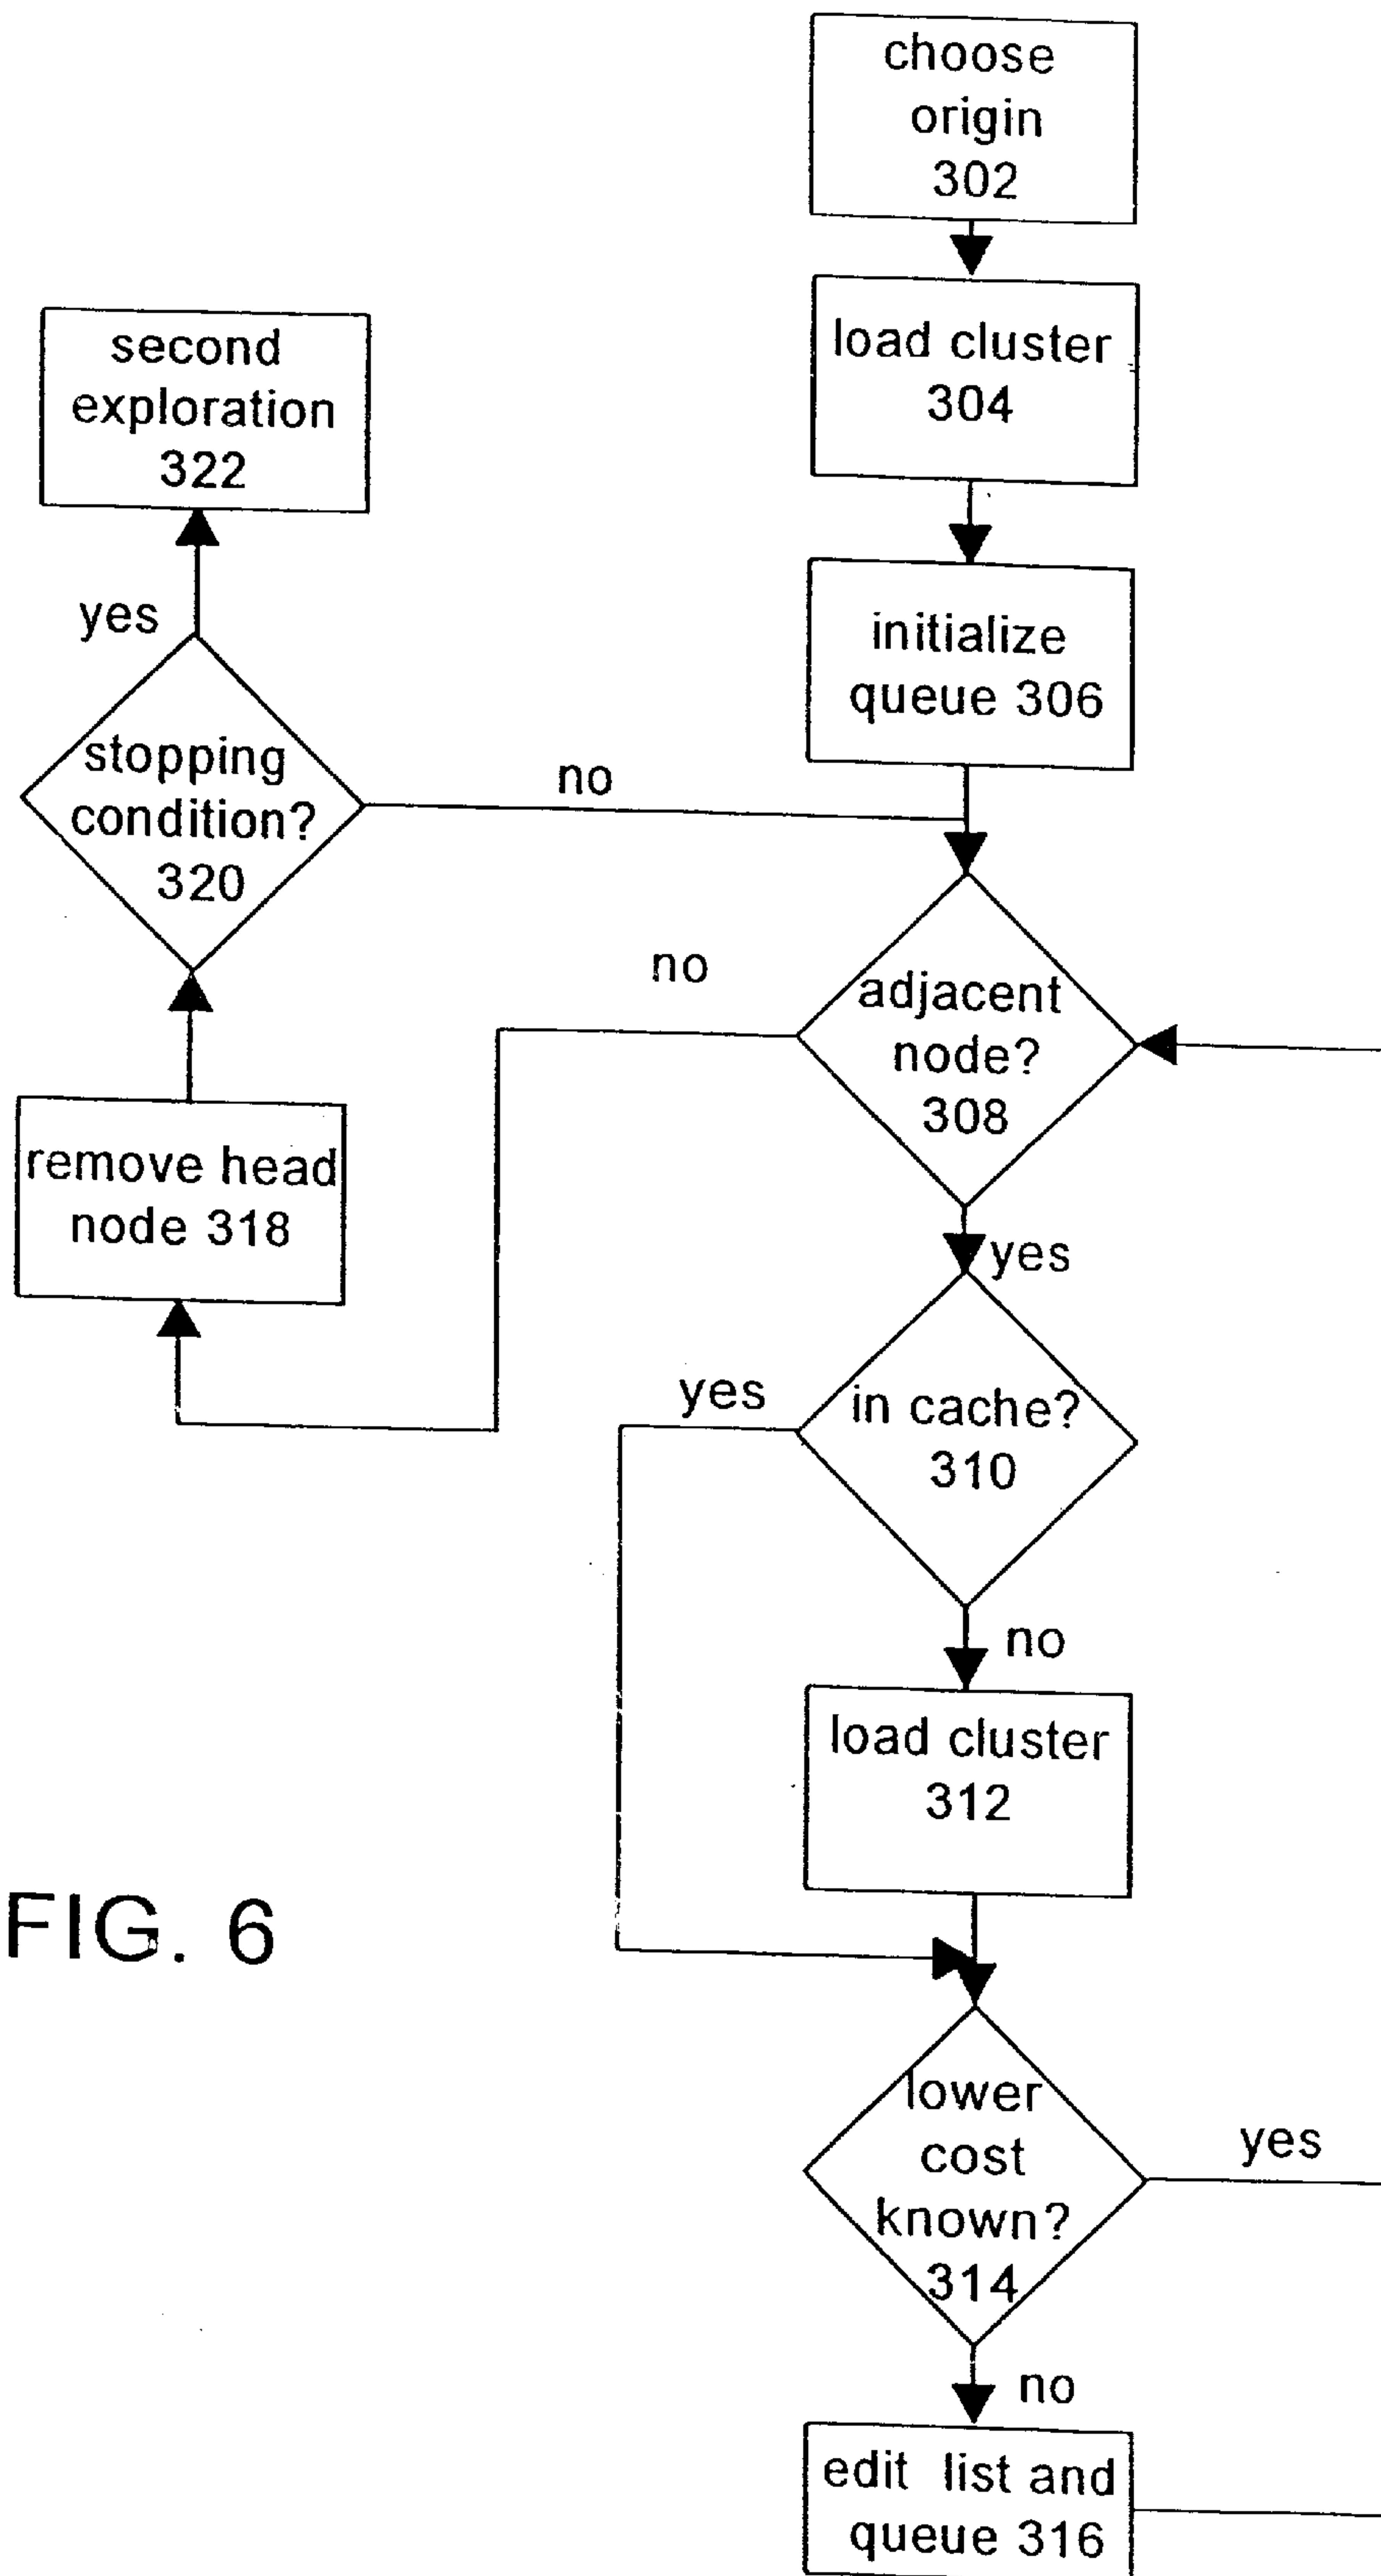 choose
origin
302
load cluster
304
second
exploration
322
initialize
queue 306
yes
stopping
condition?
320
no
no
adjacent
node?
308
remove head
node 318
yes
yes
in cache?
310
no
load cluster
312
FIG. 6
lower
cost
known?
314
yes
no
edit list and
queue 316